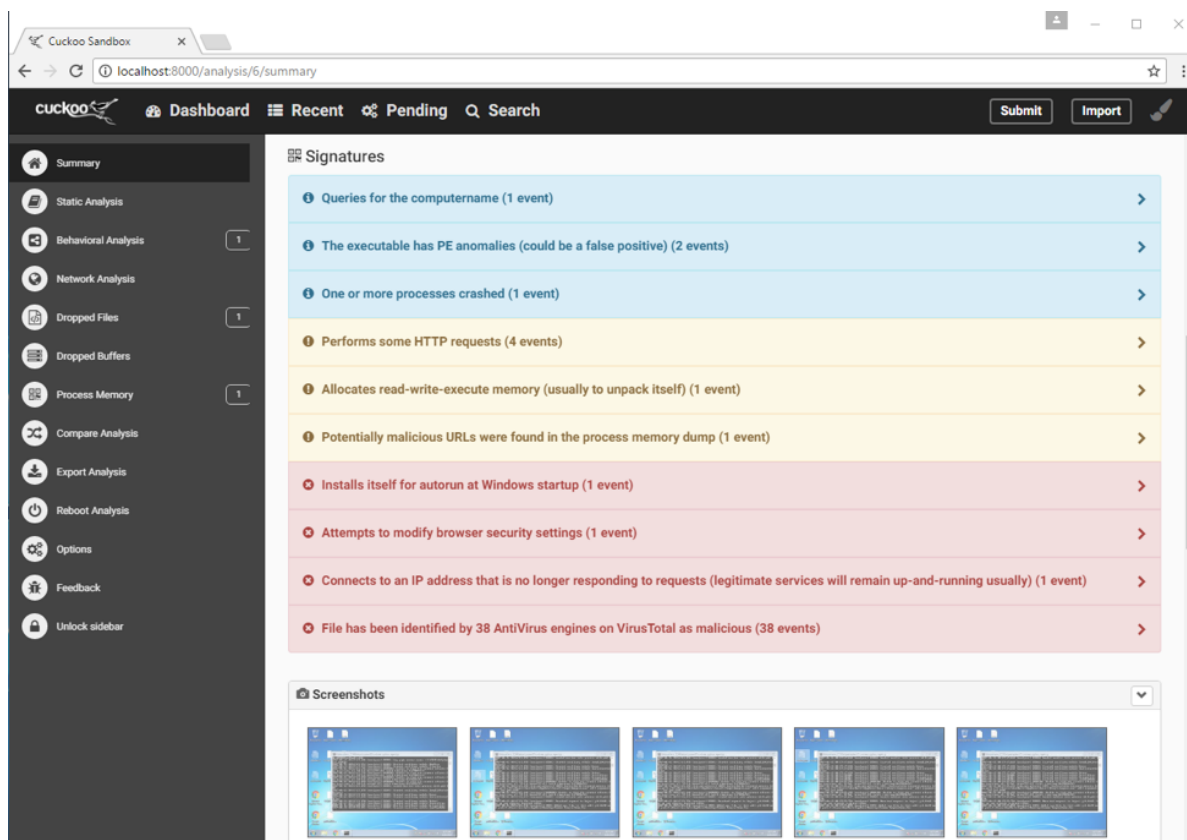 Cuckoo Sandbox
localhost:8000/analysis/6/summary
cuckoo Dashboard Recent Pending Search Submit Import
Summary
Static Analysis
Behavioral Analysis 1
Network Analysis
Dropped Files 1
Dropped Buffers
Process Memory 1
Compare Analysis
Export Analysis
Reboot Analysis
Options
Feedback
Unlock sidebar
Signatures
Queries for the computername (1 event)
The executable has PE anomalies (could be a false positive) (2 events)
One or more processes crashed (1 event)
Performs some HTTP requests (4 events)
Allocates read-write-execute memory (usually to unpack itself) (1 event)
Potentially malicious URLs were found in the process memory dump (1 event)
Installs itself for autorun at Windows startup (1 event)
Attempts to modify browser security settings (1 event)
Connects to an IP address that is no longer responding to requests (legitimate services will remain up-and-running usually) (1 event)
File has been identified by 38 AntiVirus engines on VirusTotal as malicious (38 events)
Screenshots